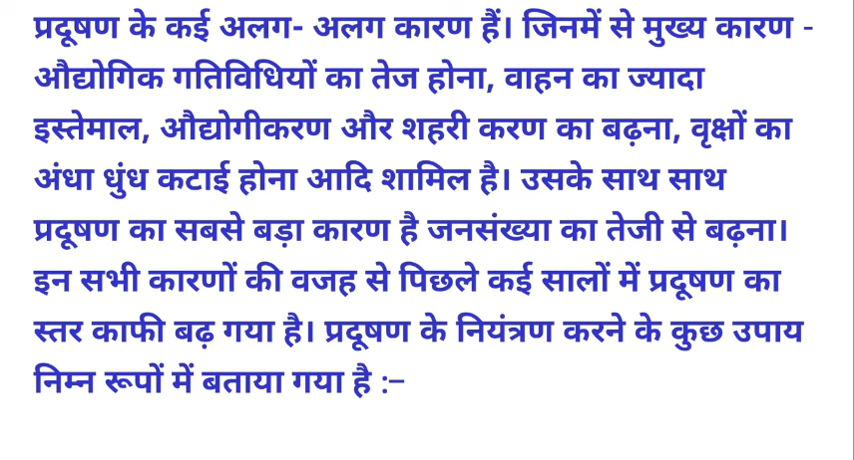 प्रदूषण के कई अलग- अलग कारण हैं। जिनमें से मुख्य कारण -
औद्योगिक गतिविधियों का तेज होना, वाहन का ज्यादा
इस्तेमाल, औद्योगीकरण और शहरी करण का बढ़ना, वृक्षों का
अंधा धुंध कटाई होना आदि शामिल है। उसके साथ साथ
प्रदूषण का सबसे बड़ा कारण है जनसंख्या का तेजी से बढ़ना।
इन सभी कारणों की वजह से पिछले कई सालों में प्रदूषण का
स्तर काफी बढ़ गया है। प्रदूषण के नियंत्रण करने के कुछ उपाय
निम्न रूपों में बताया गया है :–